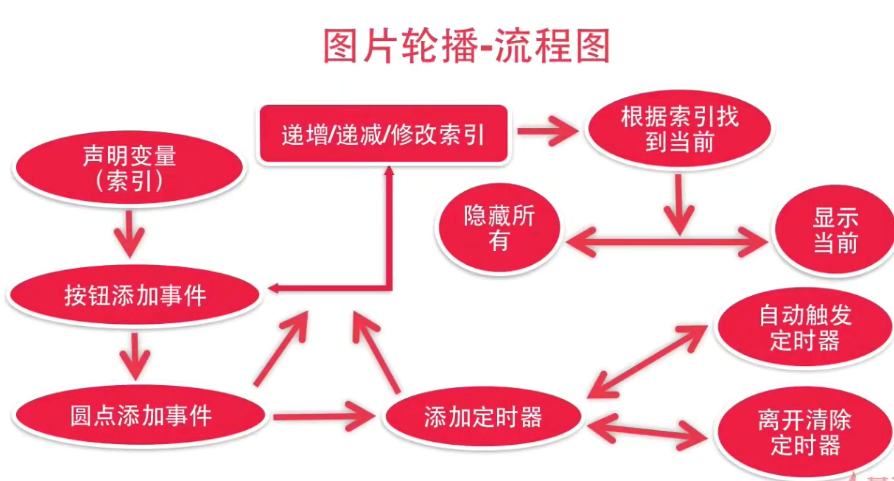 图片轮播-流程图
声明变量
（索引）
递增/递减/修改索引
根据索引找
到当前
隐藏所
有
显示
当前
按钮添加事件
圆点添加事件
添加定时器
自动触发
定时器
离开清除
定时器